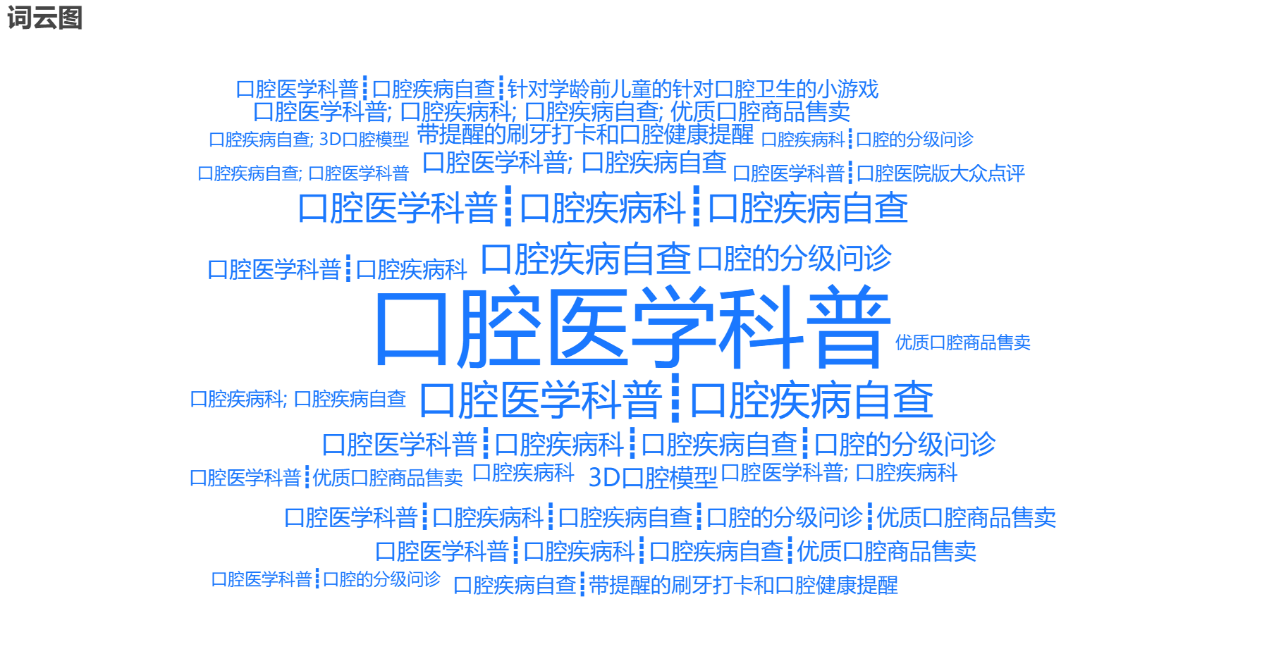 词云图
口腔医学科普┋口腔疾病自查┋针对学龄前儿童的针对口腔卫生的小游戏
口腔医学科普; 口腔疾病科; 口腔疾病自查; 优质口腔商品售卖
口腔疾病自查; 3D口腔模型 带提醒的刷牙打卡和口腔健康提醒 口腔疾病科┋口腔的分级问诊
口腔疾病自查; 口腔医学科普 口腔医学科普; 口腔疾病自查 口腔医学科普┋口腔医院版大众点评
口腔医学科普┋口腔疾病科┋口腔疾病自查
口腔医学科普┋口腔疾病科 口腔疾病自查 口腔的分级问诊
口腔医学科普 优质口腔商品售卖
口腔疾病科; 口腔疾病自查 口腔医学科普┋口腔疾病自查
口腔医学科普┋口腔疾病科┋口腔疾病自查┋口腔的分级问诊
口腔医学科普┋优质口腔商品售卖 口腔疾病科 3D口腔模型 口腔医学科普; 口腔疾病科
口腔医学科普┋口腔疾病科┋口腔疾病自查┋口腔的分级问诊┋优质口腔商品售卖
口腔医学科普┋口腔疾病科┋口腔疾病自查┋优质口腔商品售卖
口腔医学科普┋口腔的分级问诊 口腔疾病自查┋带提醒的刷牙打卡和口腔健康提醒